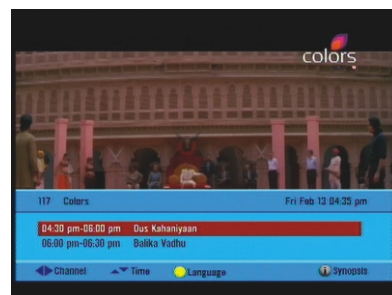 colors
117 Colors Fri Feb 13 04:35 pm
04:30 pm-06:00 pm Dus Kahaniyaan
06:00 pm-06:30 pm Balika Vadhu
Channel Time Language Synopsis